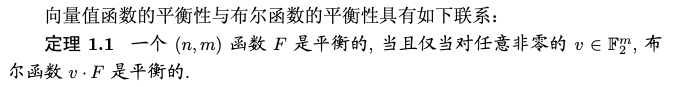 向量值函数的平衡性与布尔函数的平衡性具有如下联系：
定理 1.1 一个 (n, m) 函数 F 是平衡的, 当且仅当对任意非零的 v ∈ 𝔽₂ᵐ, 布
尔函数 v · F 是平衡的.